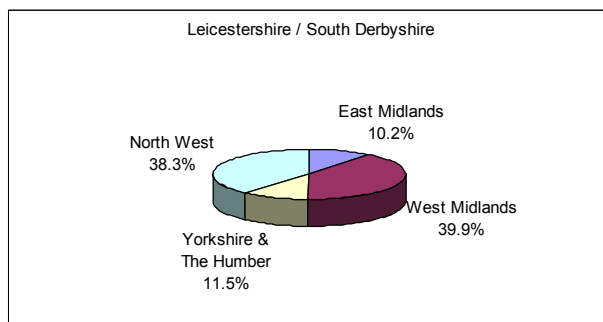 Leicestershire / South Derbyshire
East Midlands
10.2%
North West
38.3%
West Midlands
39.9%
Yorkshire &
The Humber
11.5%